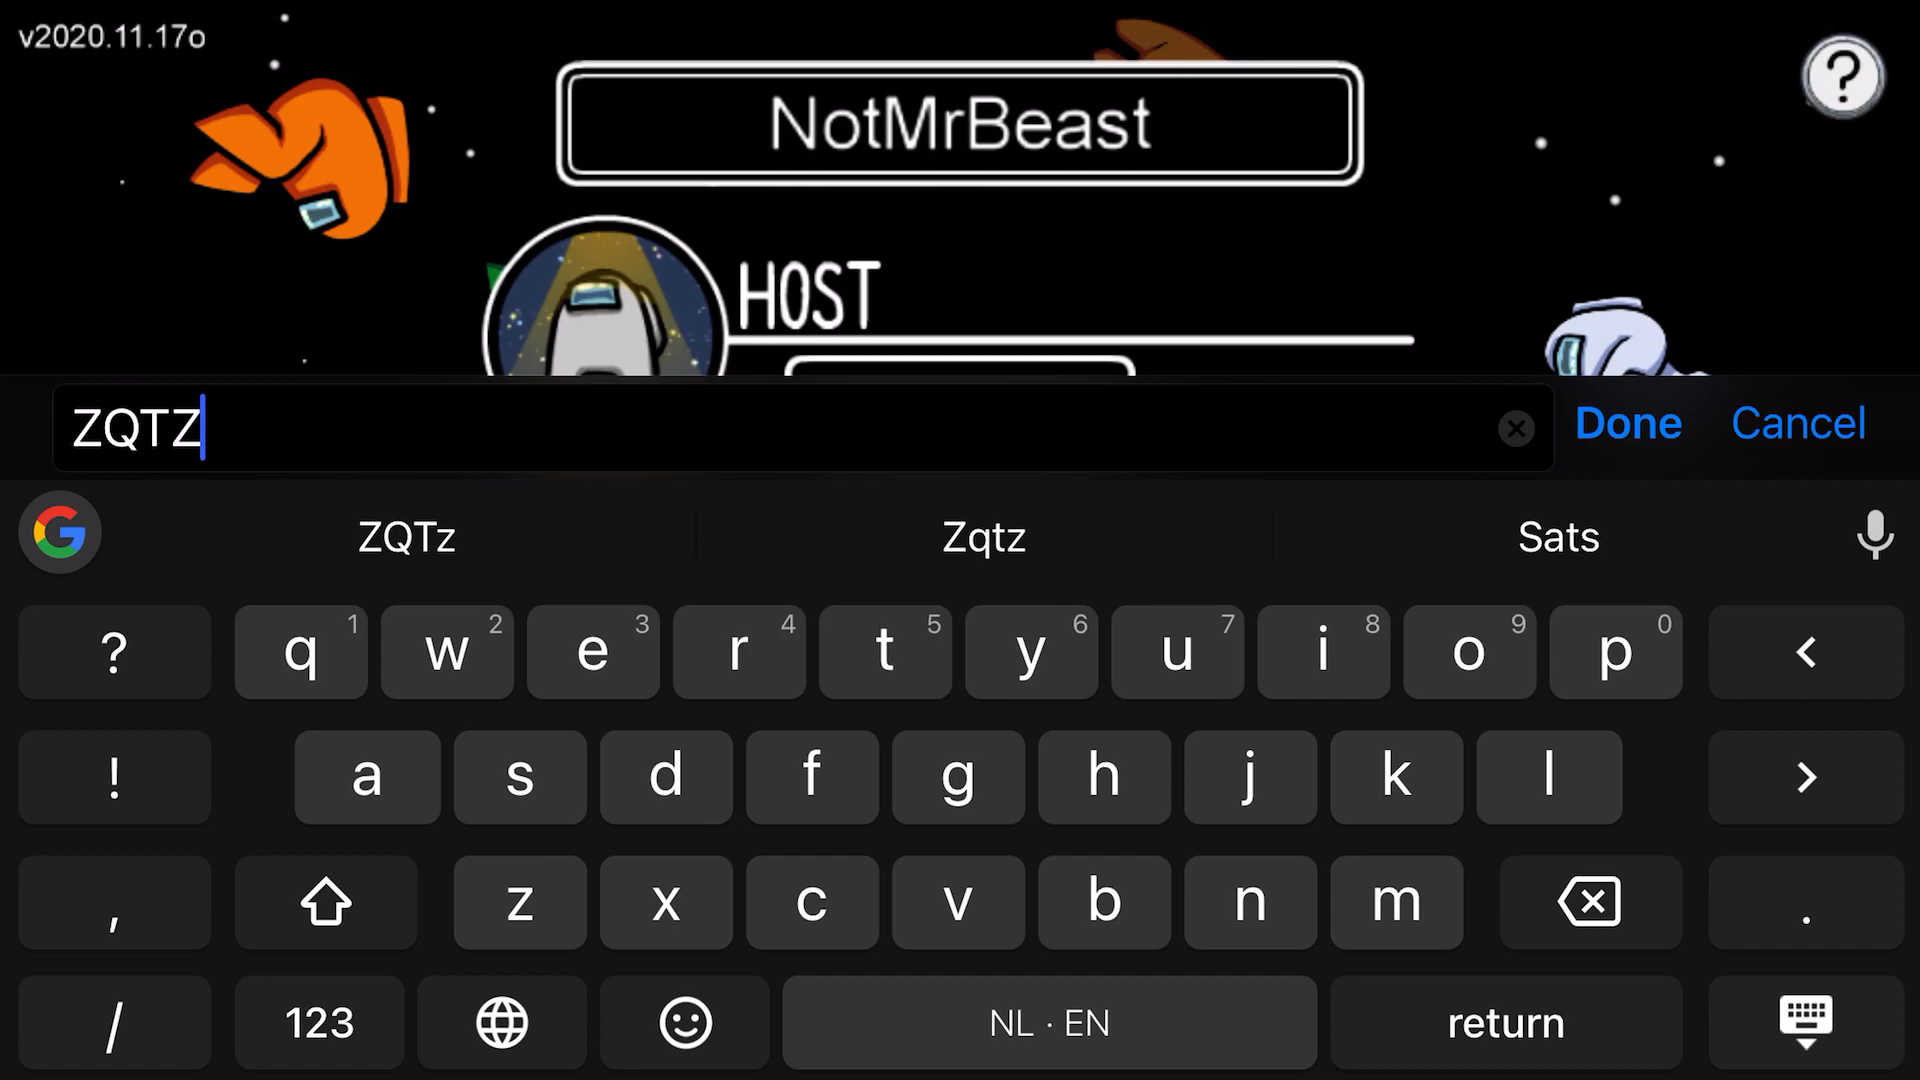 v2020.11.17o
?
NotMrBeast
HOST
ZQTZ
Done
Cancel
G
ZQTz
Zqtz
Sats
? q 1 w 2 e 3 r 4 t 5 y 6 u 7 i 8 o 9 p 0 <
! a s d f g h j k l >
, z x c v b n m .
/ 123 NL · EN return